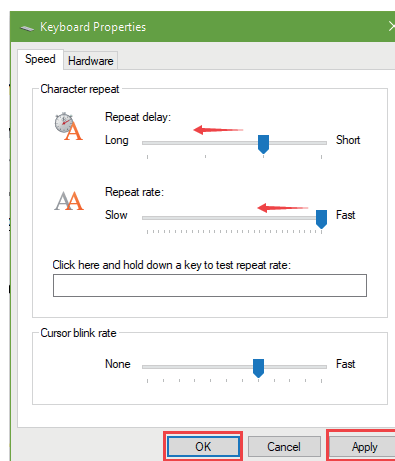 Keyboard Properties
Speed Hardware
Character repeat
Repeat delay:
Long Short
Repeat rate:
Slow Fast
Click here and hold down a key to test repeat rate:
Cursor blink rate
None Fast
OK Cancel Apply